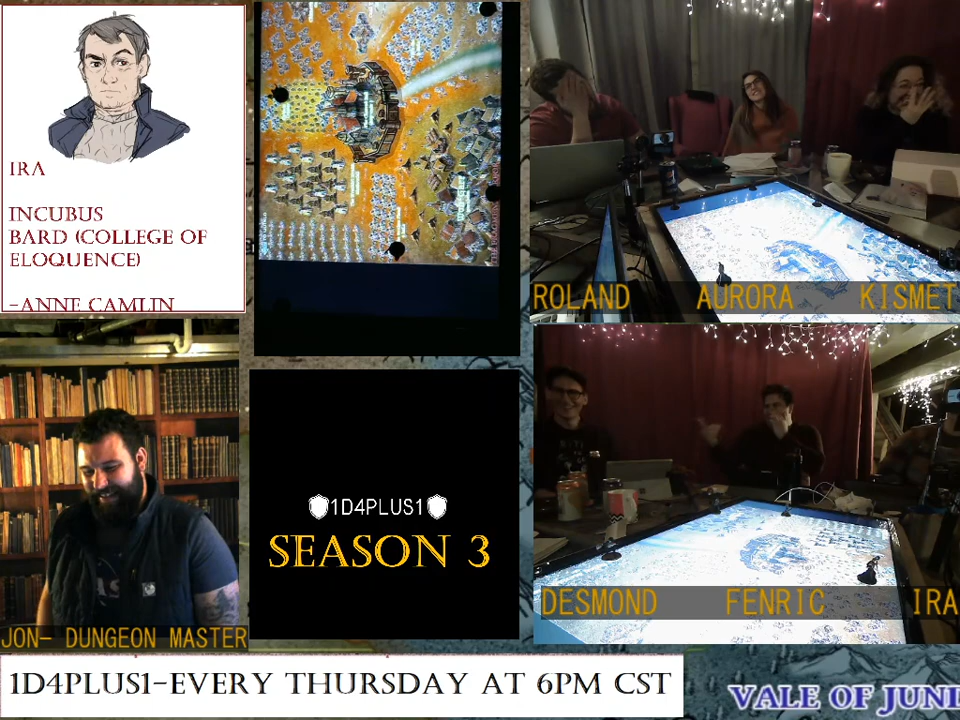 IRA
INCUBUS
BARD (COLLEGE OF
ELOQUENCE)
-ANNE CAMLIN
ROLAND AURORA KISMET
1D4PLUS1
SEASON 3
DESMOND FENRIC IRA
JON- DUNGEON MASTER
1D4PLUS1-EVERY THURSDAY AT 6PM CST
VALE OF JUNE